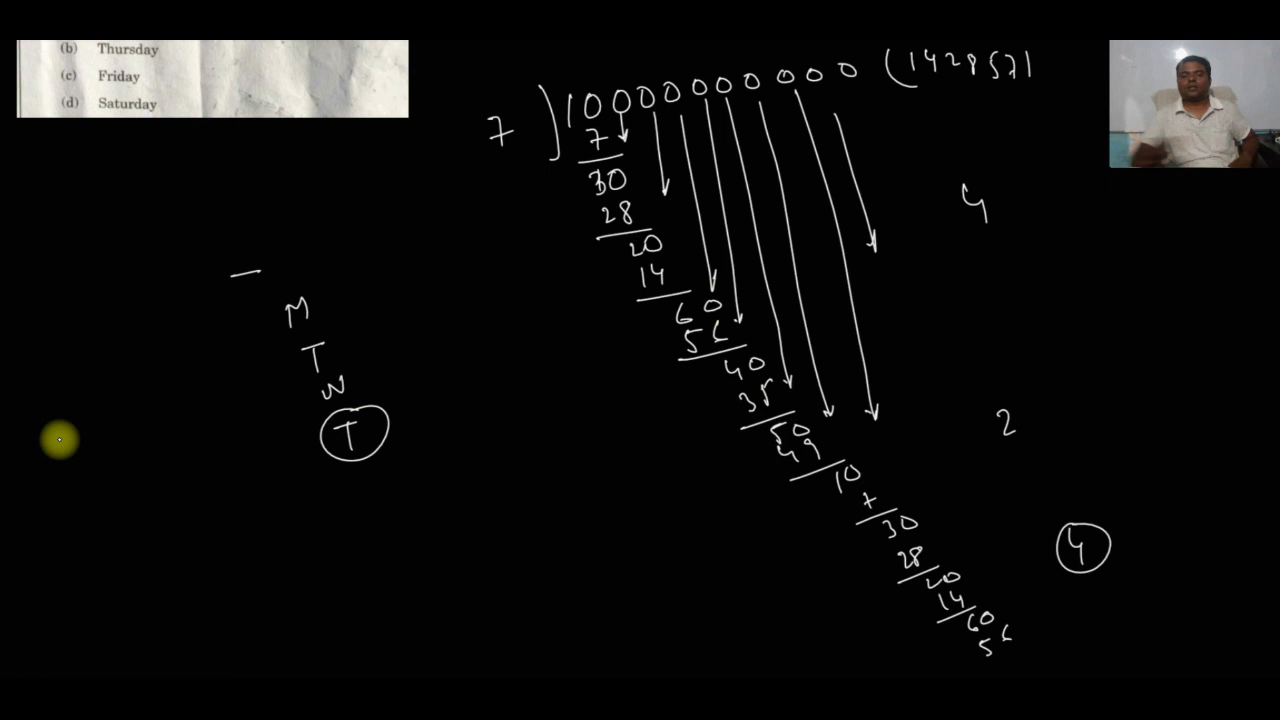 (b) Thursday
(c) Friday
(d) Saturday
7 ) 10000000000 ( 1428571
7
30
28
20
14
60
56
40
35
50
49
10
7
30
28
20
14
60
56
M
T
W
T
4
2
4